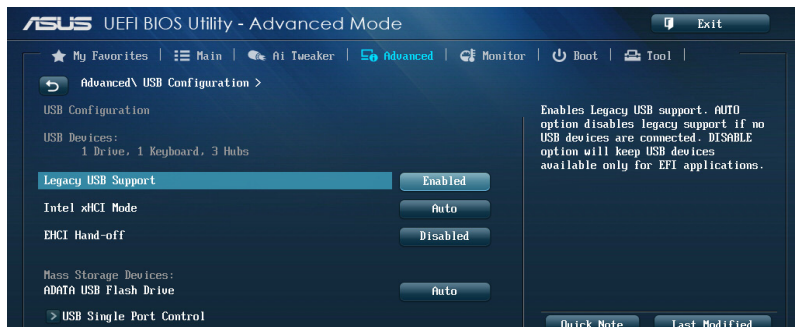 ASUS UEFI BIOS Utility - Advanced Mode
Exit
My Favorites | Main | Ai Tweaker | Advanced | Monitor | Boot | Tool |
Advanced\ USB Configuration >
USB Configuration
USB Devices:
1 Drive, 1 Keyboard, 3 Hubs
Legacy USB Support Enabled
Intel xHCI Mode Auto
EHCI Hand-off Disabled
Mass Storage Devices:
ADATA USB Flash Drive Auto
> USB Single Port Control
Enables Legacy USB support. AUTO
option disables legacy support if no
USB devices are connected. DISABLE
option will keep USB devices
available only for EFI applications.
Quick Note Last Modified